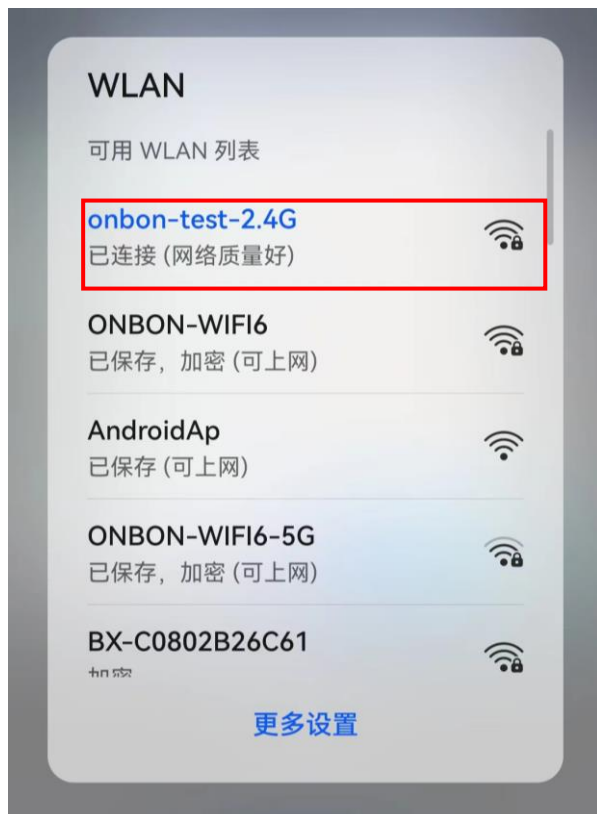 WLAN
可用 WLAN 列表
onbon-test-2.4G
已连接 (网络质量好)
ONBON-WIFI6
已保存，加密 (可上网)
AndroidAp
已保存 (可上网)
ONBON-WIFI6-5G
已保存，加密 (可上网)
BX-C0802B26C61
加密
更多设置